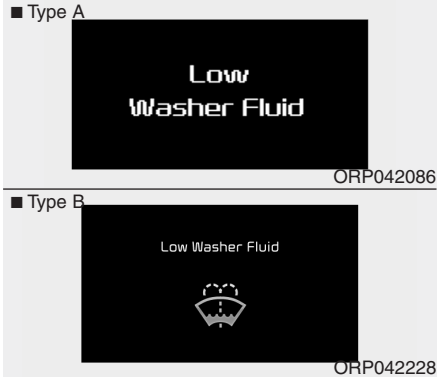 ■ Type A
Low
Washer Fluid
ORP042086
■ Type B
Low Washer Fluid
ORP042228